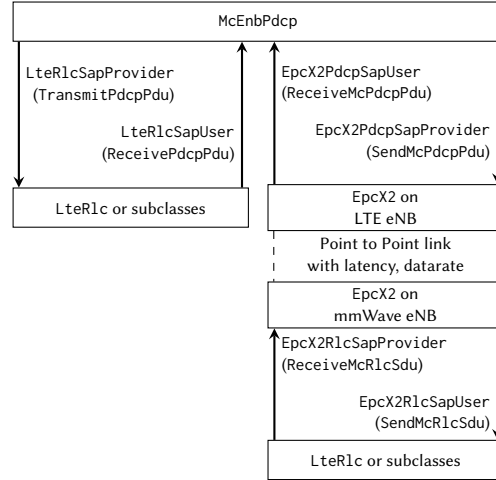 McEnbPdcp
LteRlcSapProvider
(TransmitPdcpPdu)
LteRlcSapUser
(ReceivePdcpPdu)
EpcX2PdcpSapUser
(ReceiveMcPdcpPdu)
EpcX2PdcpSapProvider
(SendMcPdcpPdu)
LteRlc or subclasses
EpcX2 on
LTE eNB
Point to Point link
with latency, datarate
EpcX2 on
mmWave eNB
EpcX2RlcSapProvider
(ReceiveMcRlcSdu)
EpcX2RlcSapUser
(SendMcRlcSdu)
LteRlc or subclasses